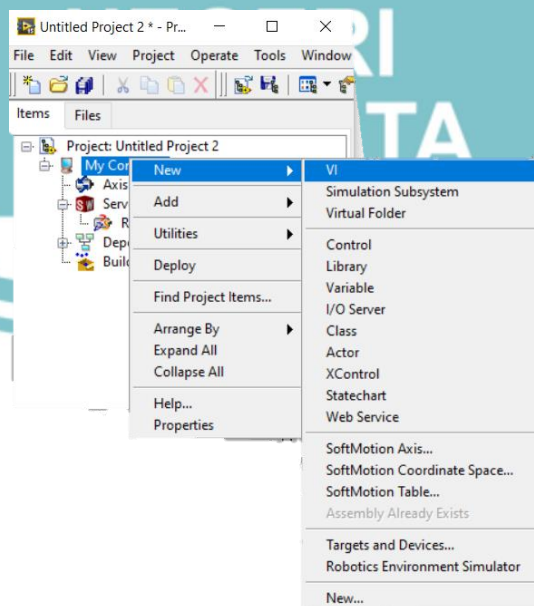 Untitled Project 2 * - Pr...
File Edit View Project Operate Tools Window
Items Files
Project: Untitled Project 2
My Co
Axis
Serv
R
Dep
Buil
New
Add
Utilities
Deploy
Find Project Items...
Arrange By
Expand All
Collapse All
Help...
Properties
VI
Simulation Subsystem
Virtual Folder
Control
Library
Variable
I/O Server
Class
Actor
XControl
Statechart
Web Service
SoftMotion Axis...
SoftMotion Coordinate Space...
SoftMotion Table...
Assembly Already Exists
Targets and Devices...
Robotics Environment Simulator
New...
TA